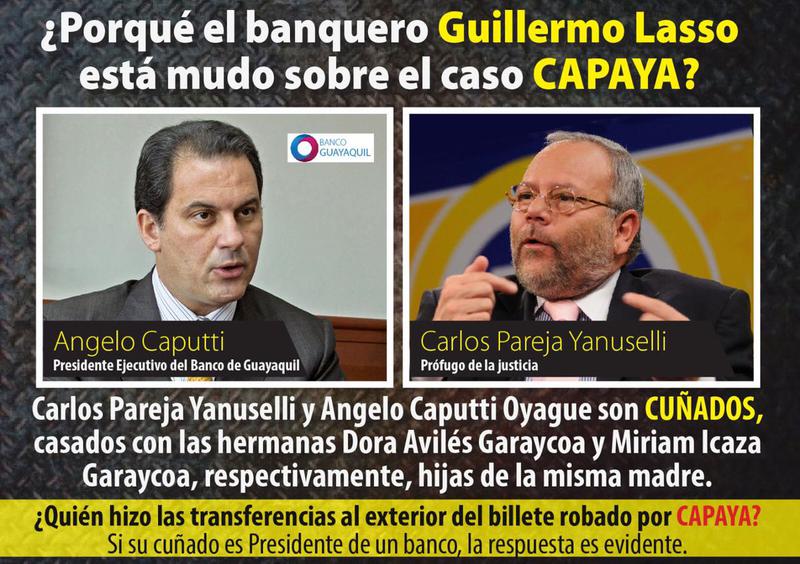 ¿Porqué el banquero Guillermo Lasso
está mudo sobre el caso CAPAYA?
BANCO
GUAYAQUIL
Angelo Caputti
Presidente Ejecutivo del Banco de Guayaquil
Carlos Pareja Yanuselli
Prófugo de la justicia
Carlos Pareja Yanuselli y Angelo Caputti Oyague son CUÑADOS,
casados con las hermanas Dora Avilés Garaycoa y Miriam Icaza
Garaycoa, respectivamente, hijas de la misma madre.
¿Quién hizo las transferencias al exterior del billete robado por CAPAYA?
Si su cuñado es Presidente de un banco, la respuesta es evidente.